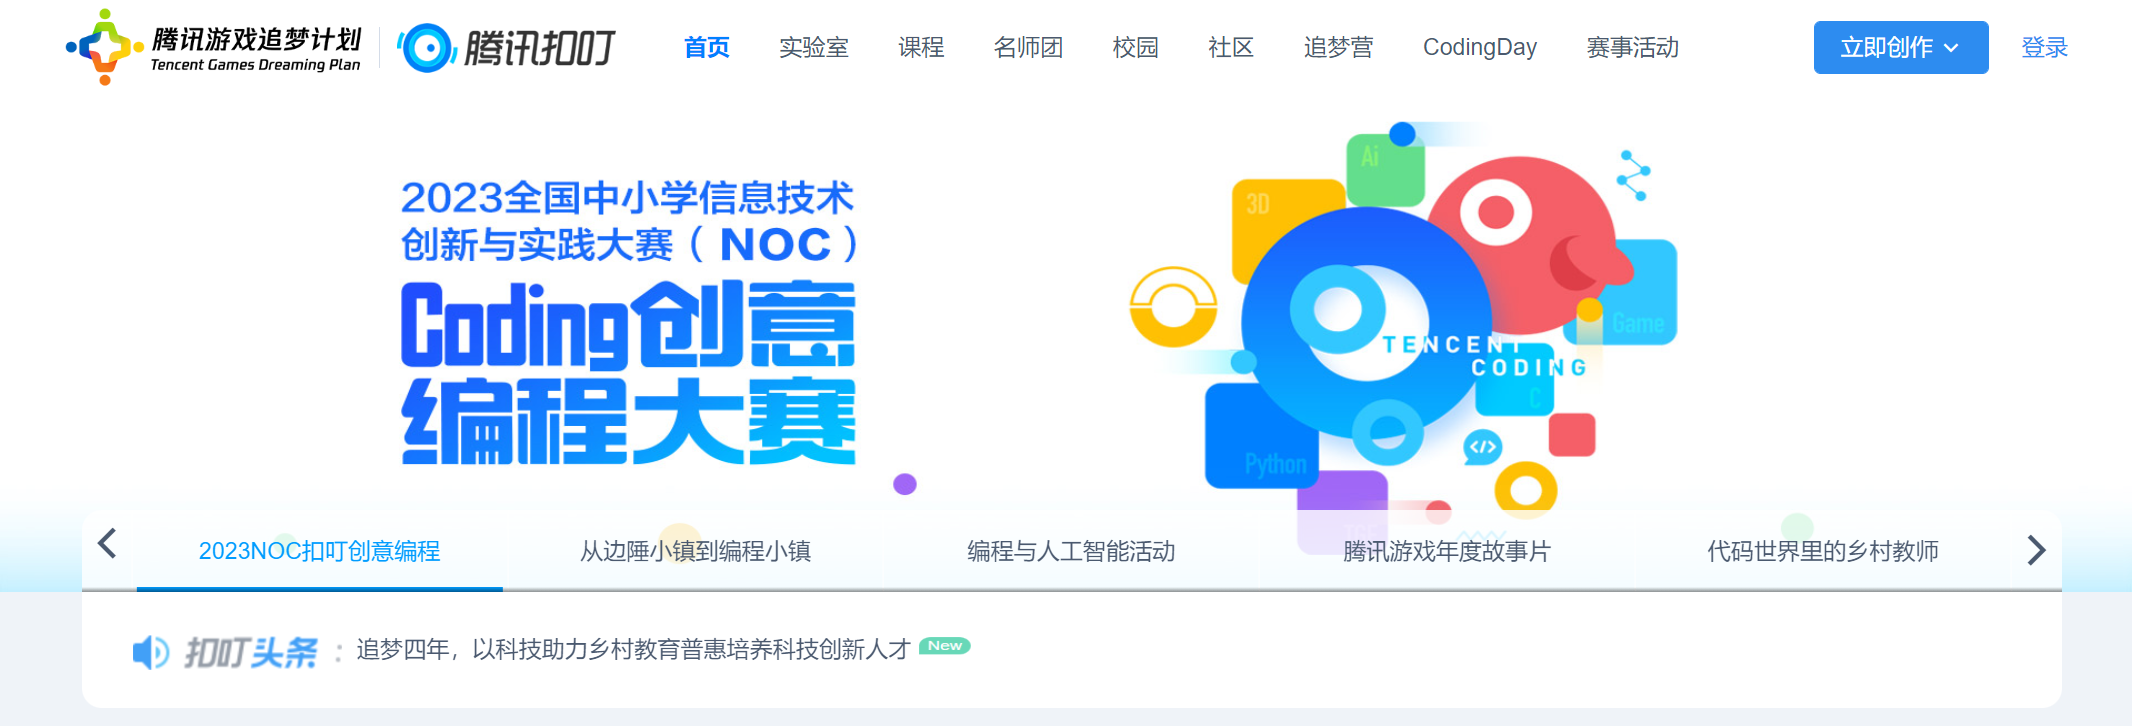 腾讯游戏追梦计划
Tencent Games Dreaming Plan
腾讯扣叮
首页 实验室 课程 名师团 校园 社区 追梦营 CodingDay 赛事活动
立即创作
登录
2023全国中小学信息技术
创新与实践大赛（NOC）
Coding创意
编程大赛
Ai
3D
Game
TENCENT
CODING
C
Python
2023NOC扣叮创意编程 从边陲小镇到编程小镇 编程与人工智能活动 腾讯游戏年度故事片 代码世界里的乡村教师
扣叮头条 ： 追梦四年，以科技助力乡村教育普惠培养科技创新人才 New